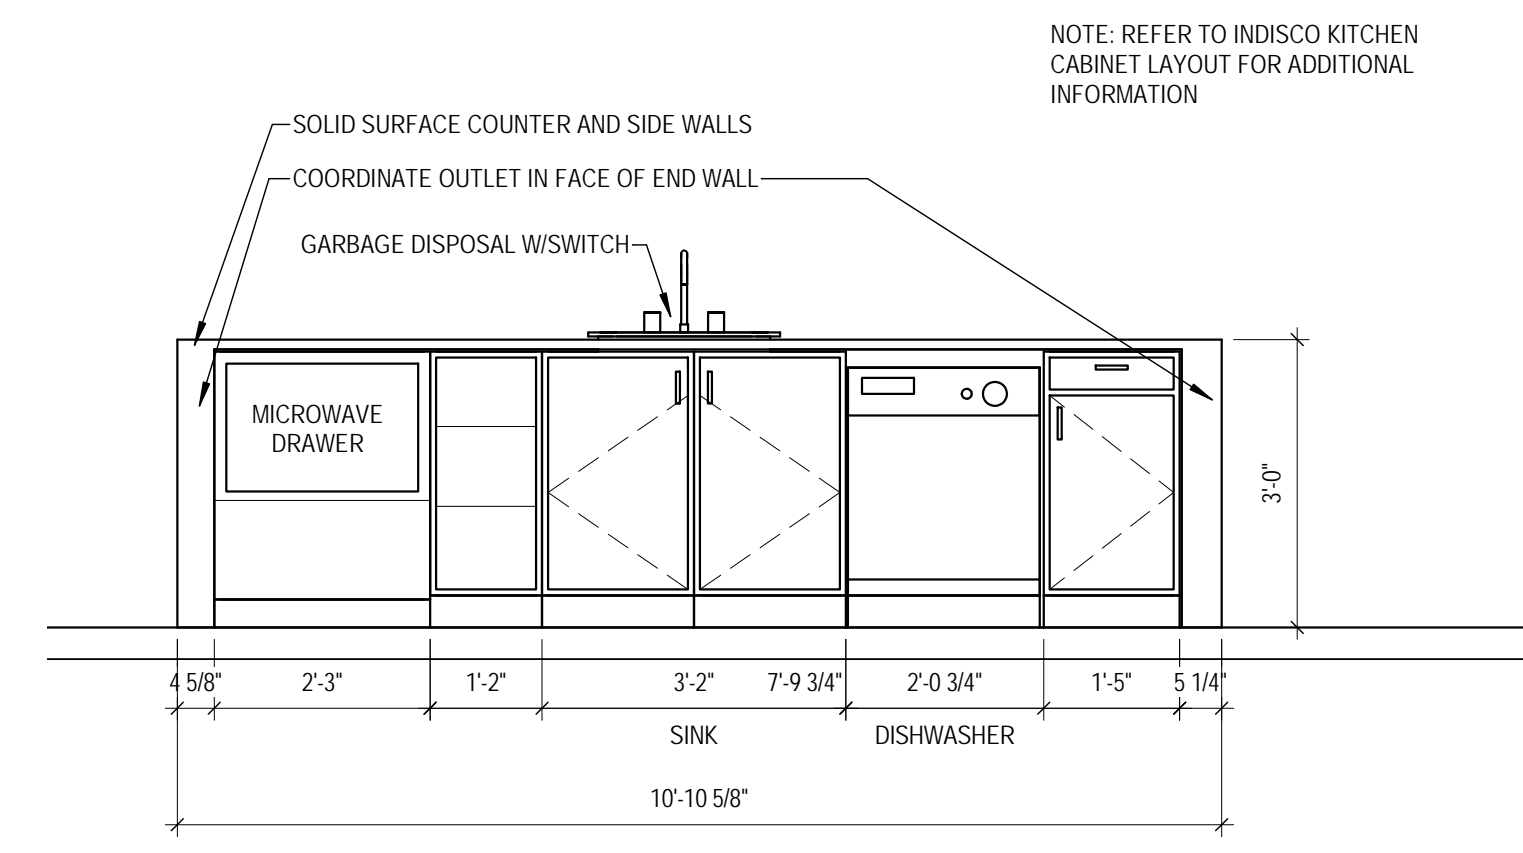 NOTE: REFER TO INDISCO KITCHEN
CABINET LAYOUT FOR ADDITIONAL
INFORMATION
SOLID SURFACE COUNTER AND SIDE WALLS
COORDINATE OUTLET IN FACE OF END WALL
GARBAGE DISPOSAL W/SWITCH
MICROWAVE
DRAWER
3'-0"
4 5/8"
2'-3"
1'-2"
3'-2"
7'-9 3/4"
2'-0 3/4"
1'-5"
5 1/4"
SINK
DISHWASHER
10'-10 5/8"